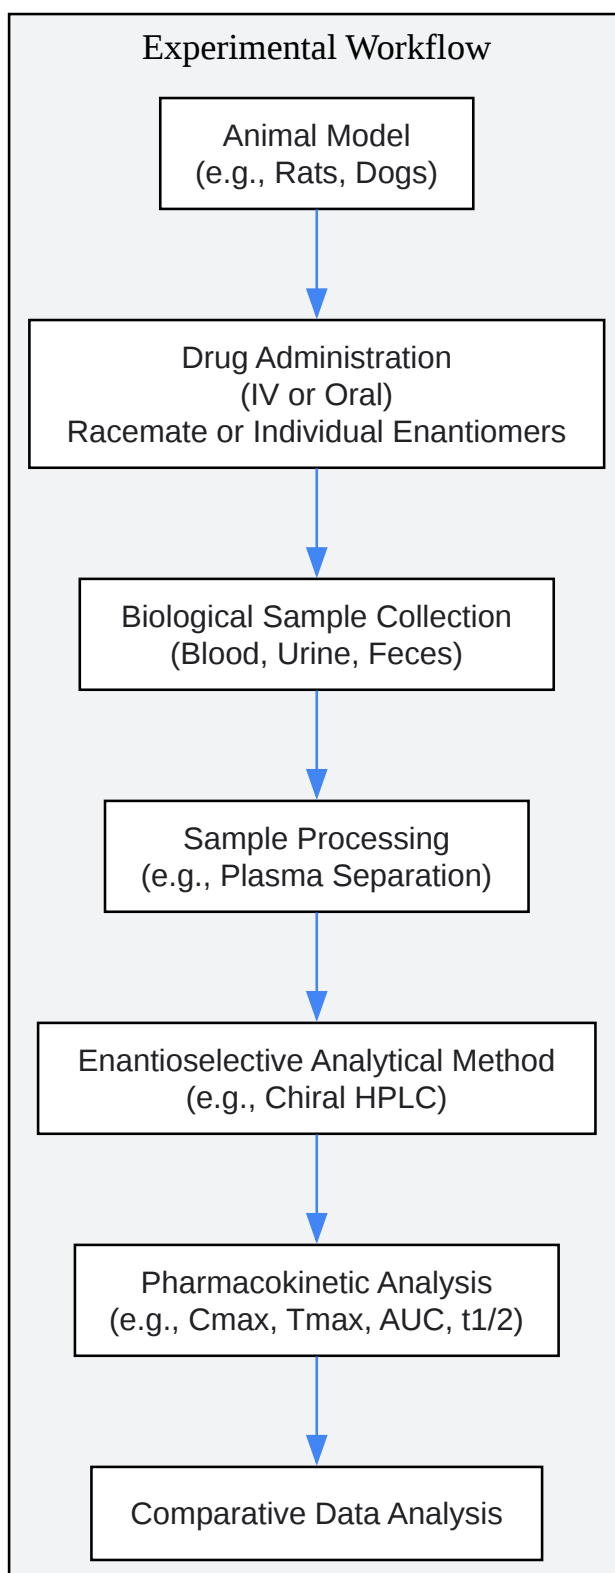 Experimental Workflow
Animal Model
(e.g., Rats, Dogs)
Drug Administration
(IV or Oral)
Racemate or Individual Enantiomers
Biological Sample Collection
(Blood, Urine, Feces)
Sample Processing
(e.g., Plasma Separation)
Enantioselective Analytical Method
(e.g., Chiral HPLC)
Pharmacokinetic Analysis
(e.g., Cmax, Tmax, AUC, t1/2)
Comparative Data Analysis